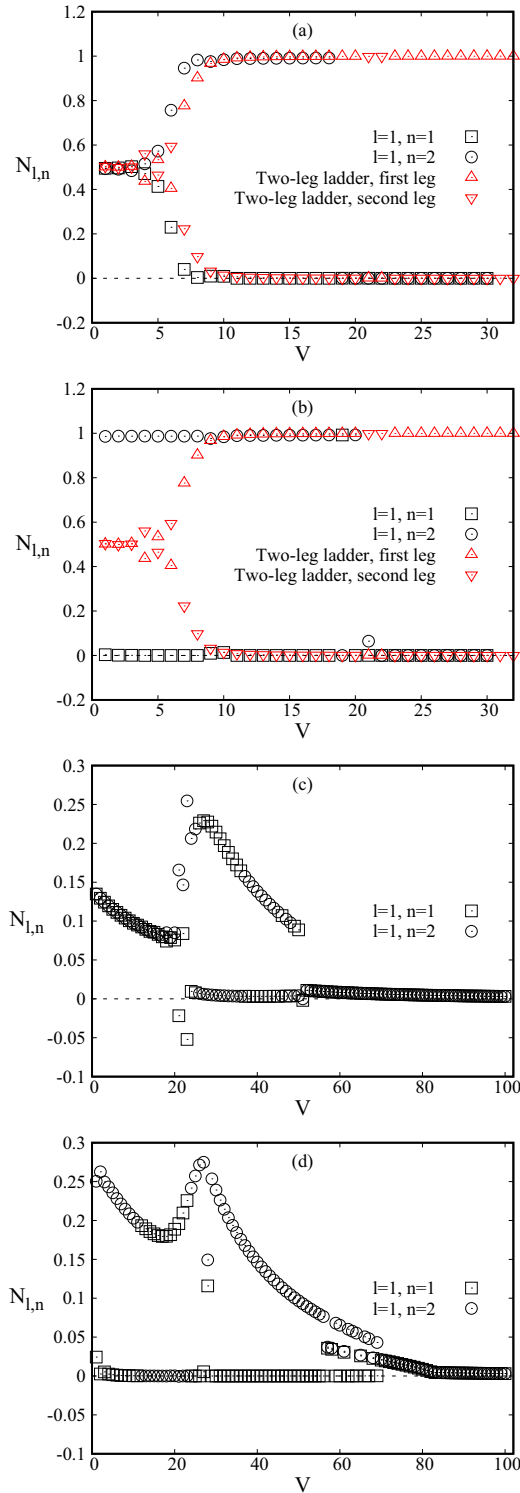 (a)
1.2
1
0.8
0.6
0.4
0.2
0
-0.2
N_{l,n}
l=1, n=1
l=1, n=2
Two-leg ladder, first leg
Two-leg ladder, second leg
0 5 10 15 20 25 30
V
(b)
1.2
1
0.8
0.6
0.4
0.2
0
-0.2
N_{l,n}
l=1, n=1
l=1, n=2
Two-leg ladder, first leg
Two-leg ladder, second leg
0 5 10 15 20 25 30
V
(c)
0.3
0.25
0.2
0.15
0.1
0.05
0
-0.05
-0.1
N_{l,n}
l=1, n=1
l=1, n=2
0 20 40 60 80 100
V
(d)
0.3
0.25
0.2
0.15
0.1
0.05
0
-0.05
-0.1
N_{l,n}
l=1, n=1
l=1, n=2
0 20 40 60 80 100
V